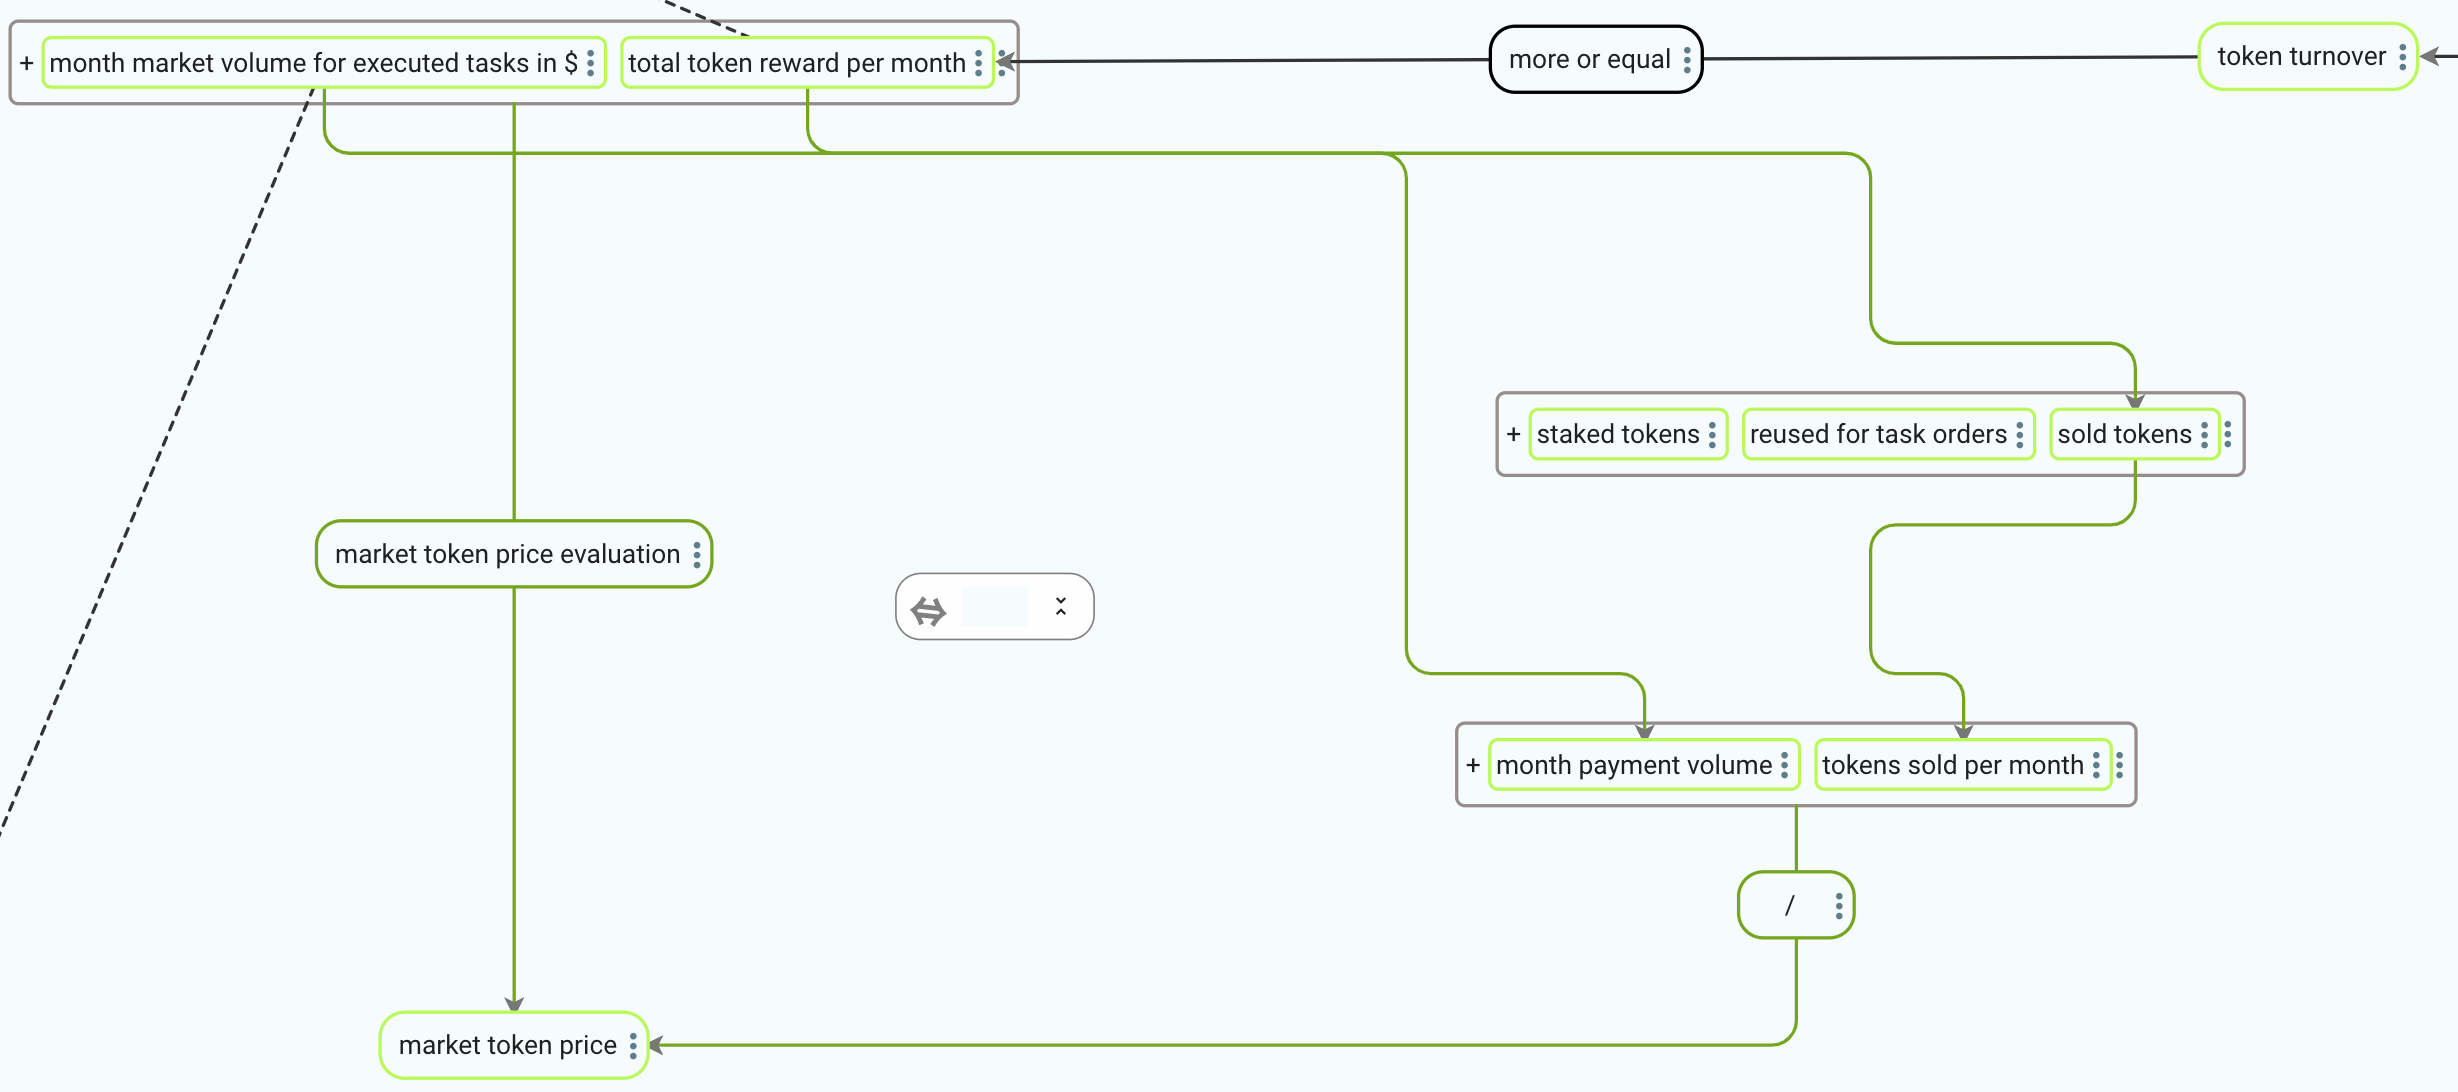 + month market volume for executed tasks in $ total token reward per month
more or equal
token turnover
+ staked tokens reused for task orders sold tokens
market token price evaluation
+ month payment volume tokens sold per month
/
market token price